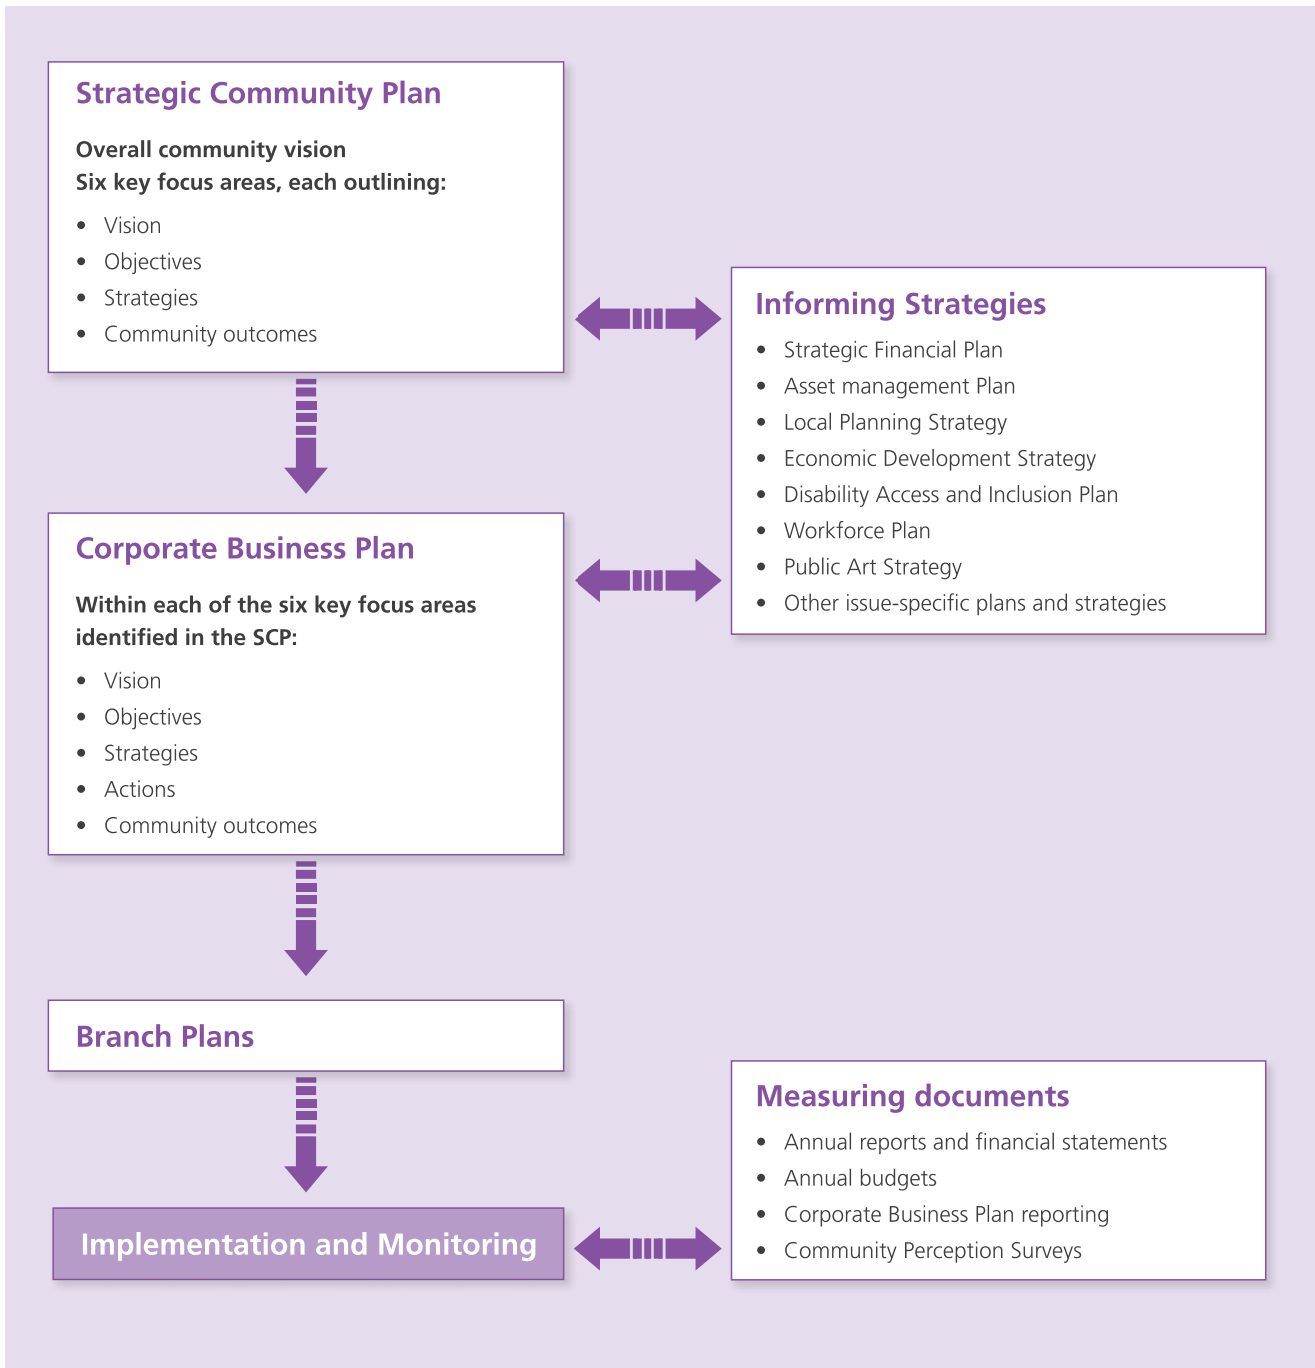 Strategic Community Plan
Overall community vision
Six key focus areas, each outlining:
• Vision
• Objectives
• Strategies
• Community outcomes
Informing Strategies
• Strategic Financial Plan
• Asset management Plan
• Local Planning Strategy
• Economic Development Strategy
• Disability Access and Inclusion Plan
• Workforce Plan
• Public Art Strategy
• Other issue-specific plans and strategies
Corporate Business Plan
Within each of the six key focus areas
identified in the SCP:
• Vision
• Objectives
• Strategies
• Actions
• Community outcomes
Branch Plans
Implementation and Monitoring
Measuring documents
• Annual reports and financial statements
• Annual budgets
• Corporate Business Plan reporting
• Community Perception Surveys